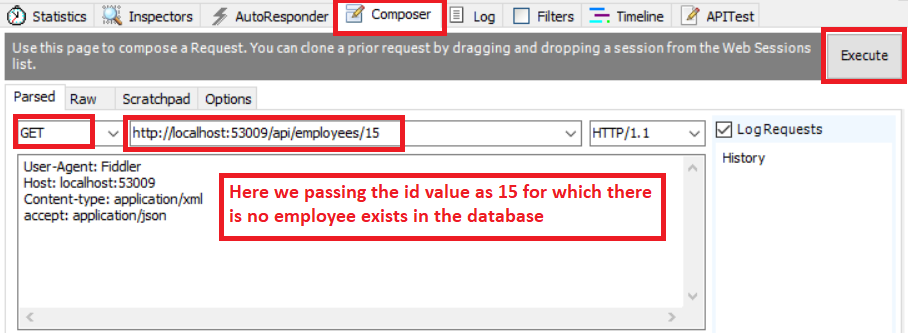 Statistics Inspectors AutoResponder Composer Log Filters Timeline APITest
Use this page to compose a Request. You can clone a prior request by dragging and dropping a session from the Web Sessions
list.
Execute
Parsed Raw Scratchpad Options
GET http://localhost:53009/api/employees/15 HTTP/1.1 Log Requests
History
User-Agent: Fiddler
Host: localhost:53009
Content-type: application/xml
accept: application/json
Here we passing the id value as 15 for which there
is no employee exists in the database